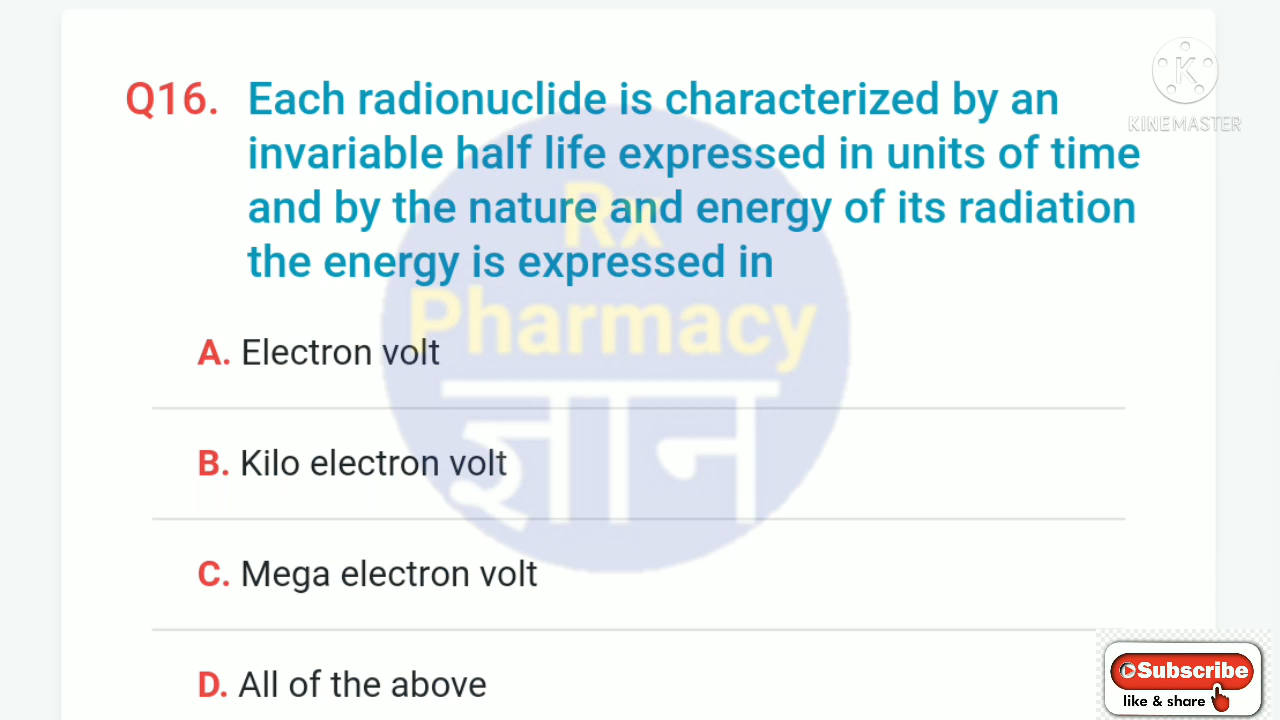 Q16. Each radionuclide is characterized by an
invariable half life expressed in units of time
and by the nature and energy of its radiation
the energy is expressed in
A. Electron volt
B. Kilo electron volt
C. Mega electron volt
D. All of the above
Rx
Pharmacy
ज्ञान
K
KINEMASTER
Subscribe
like & share